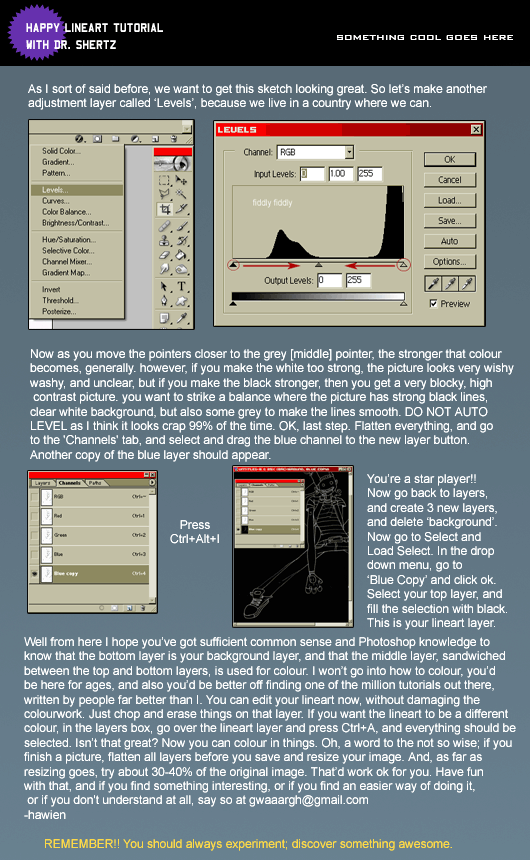 HAPPY LINEART TUTORIAL
WITH DR. SHERTZ
SOMETHING COOL GOES HERE
As I sort of said before, we want to get this sketch looking great. So let's make another
adjustment layer called 'Levels', because we live in a country where we can.
Solid Color...
Gradient...
Pattern...
Levels...
Curves...
Color Balance...
Brightness/Contrast...
Hue/Saturation...
Selective Color...
Channel Mixer...
Gradient Map...
Invert
Threshold...
Posterize...
LEVELS
Channel: RGB
Input Levels: 1.00 255
fiddly fiddly
Output Levels: 0 255
OK
Cancel
Load...
Save...
Auto
Options...
Preview
Now as you move the pointers closer to the grey [middle] pointer, the stronger that colour
becomes, generally. however, if you make the white too strong, the picture looks very wishy
washy, and unclear, but if you make the black stronger, then you get a very blocky, high
contrast picture. you want to strike a balance where the picture has strong black lines,
clear white background, but also some grey to make the lines smooth. DO NOT AUTO
LEVEL as I think it looks crap 99% of the time. OK, last step. Flatten everything, and go
to the 'Channels' tab, and select and drag the blue channel to the new layer button.
Another copy of the blue layer should appear.
Layers Channels Paths
RGB Ctrl+~
Red Ctrl+1
Green Ctrl+2
Blue Ctrl+3
Blue copy Ctrl+4
Press
Ctrl+Alt+I
You're a star player!!
Now go back to layers,
and create 3 new layers,
and delete 'background'.
Now go to Select and
Load Select. In the drop
down menu, go to
'Blue Copy' and click ok.
Select your top layer, and
fill the selection with black.
This is your lineart layer.
Well from here I hope you've got sufficient common sense and Photoshop knowledge to
know that the bottom layer is your background layer, and that the middle layer, sandwiched
between the top and bottom layers, is used for colour. I won't go into how to colour, you'd
be here for ages, and also you'd be better off finding one of the million tutorials out there,
written by people far better than I. You can edit your lineart now, without damaging the
colourwork. Just chop and erase things on that layer. If you want the lineart to be a different
colour, in the layers box, go over the lineart layer and press Ctrl+A, and everything should be
selected. Isn't that great? Now you can colour in things. Oh, a word to the not so wise; if you
finish a picture, flatten all layers before you save and resize your image. And, as far as
resizing goes, try about 30-40% of the original image. That'd work ok for you. Have fun
with that, and if you find something interesting, or if you find an easier way of doing it,
or if you don't understand at all, say so at gwaaargh@gmail.com
-hawien
REMEMBER!! You should always experiment; discover something awesome.